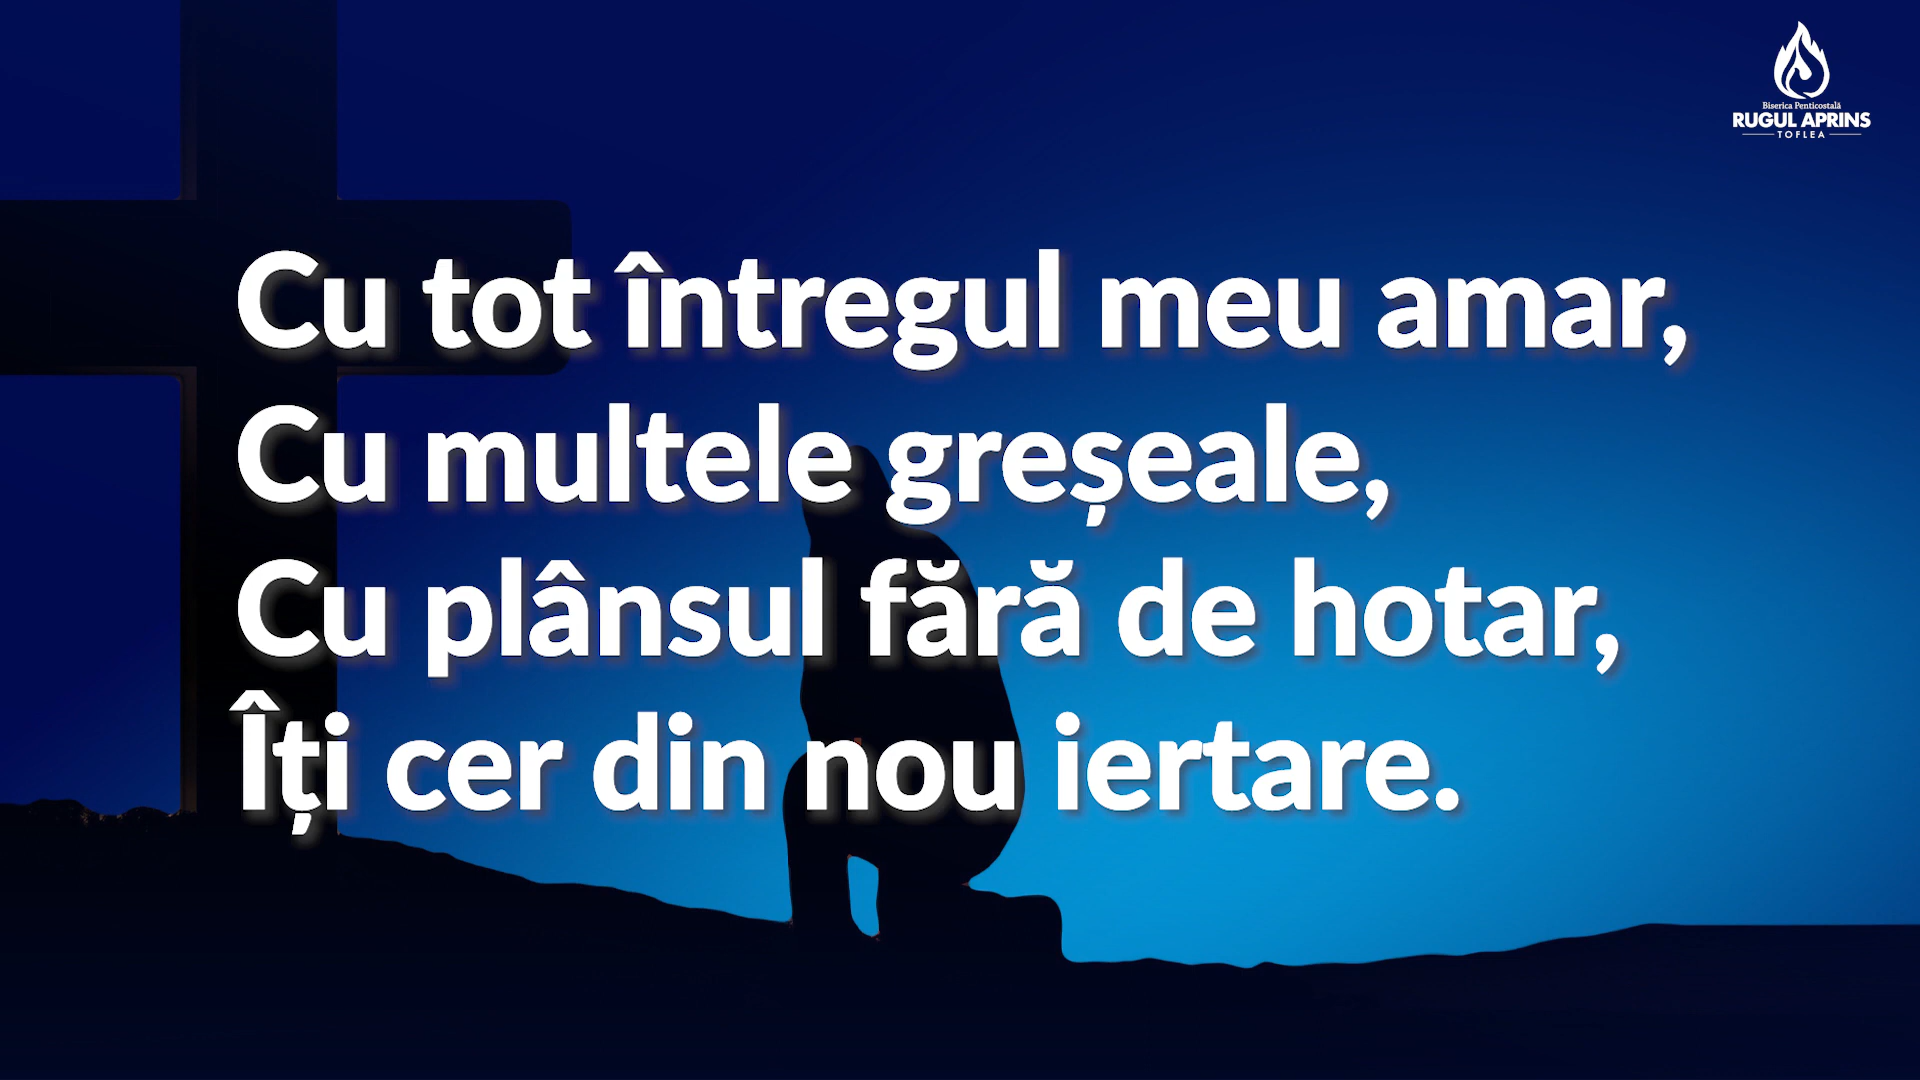 Biserica Penticostală
RUGUL APRINS
TOFLEA
Cu tot întregul meu amar,
Cu multele greșeale,
Cu plânsul fără de hotar,
Îți cer din nou iertare.